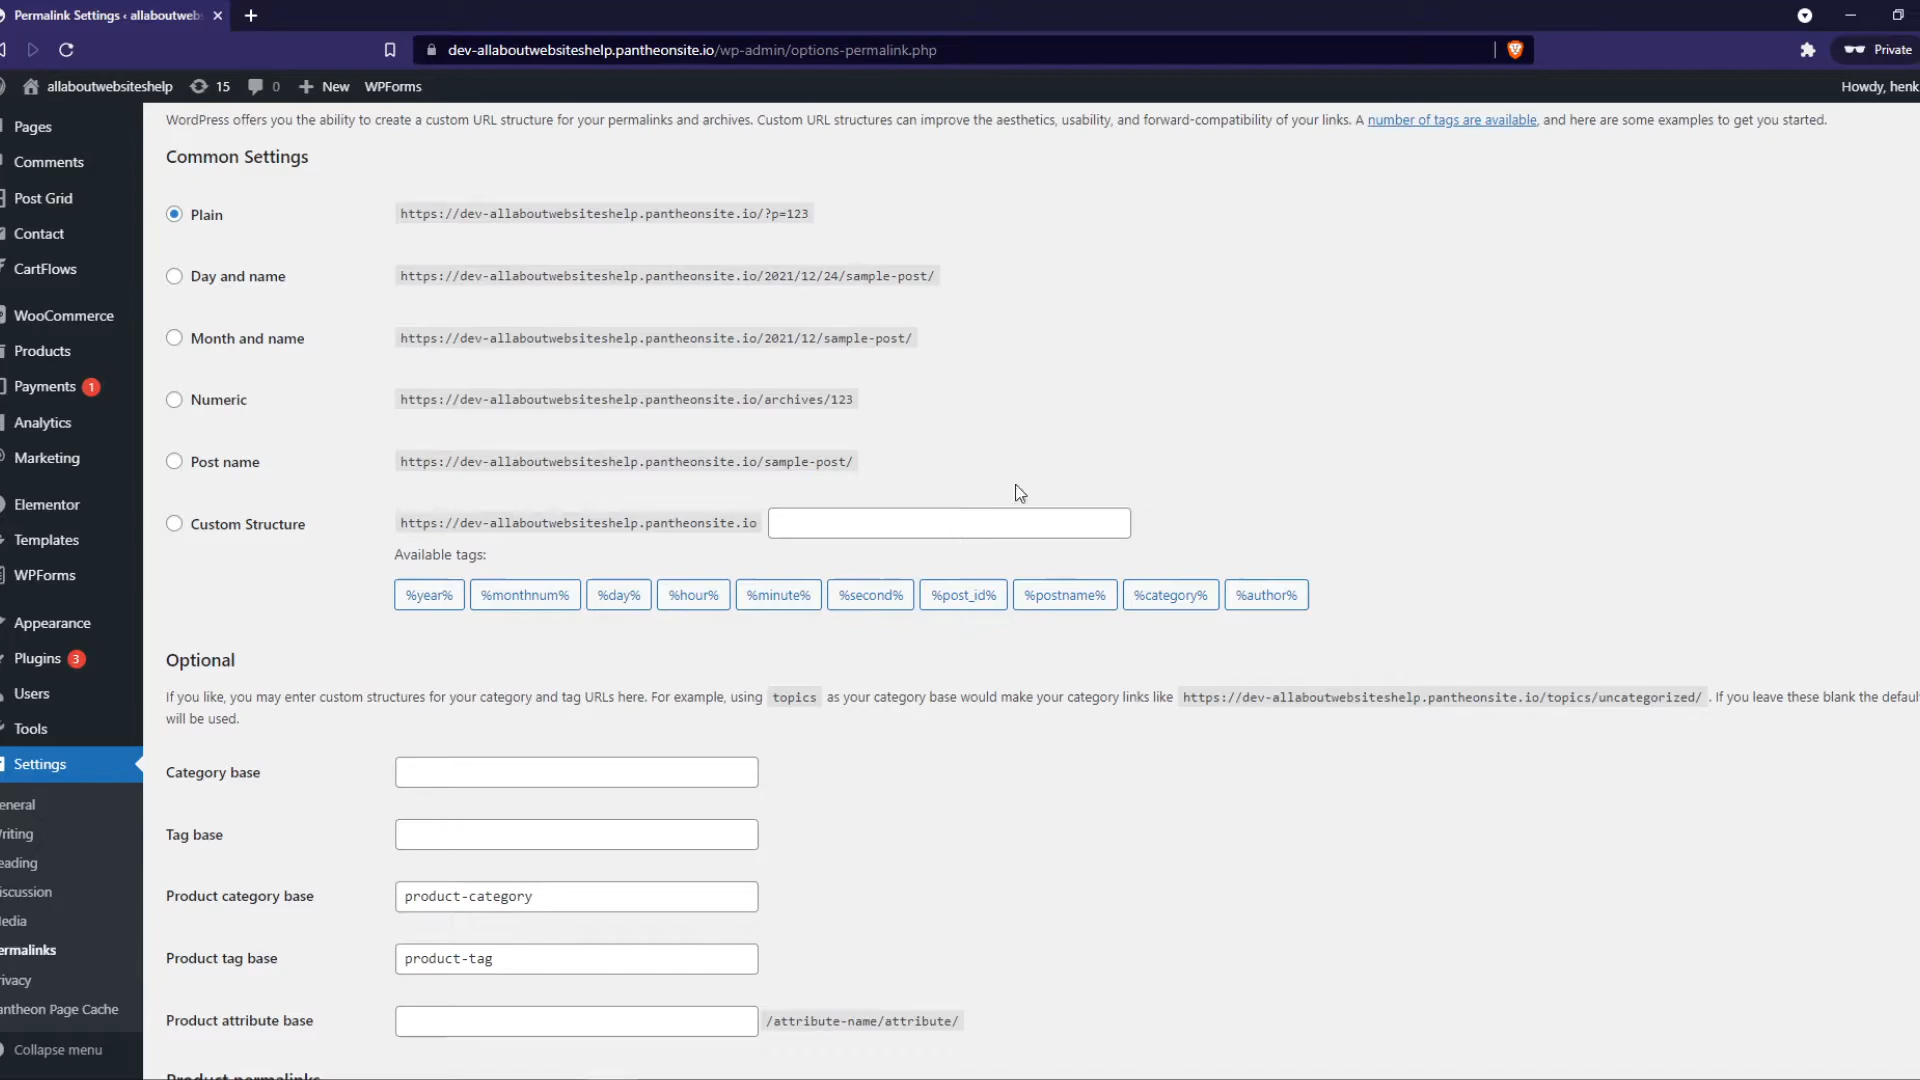 Permalink Settings ‹ allaboutweb
dev-allaboutwebsiteshelp.pantheonsite.io/wp-admin/options-permalink.php
Private
allaboutwebsiteshelp 15 0 New WPForms
Howdy, henk
Pages
Comments
Post Grid
Contact
CartFlows
WooCommerce
Products
Payments 1
Analytics
Marketing
Elementor
Templates
WPForms
Appearance
Plugins 3
Users
Tools
Settings
eneral
riting
eading
iscussion
edia
ermalinks
rivacy
antheon Page Cache
Collapse menu
WordPress offers you the ability to create a custom URL structure for your permalinks and archives. Custom URL structures can improve the aesthetics, usability, and forward-compatibility of your links. A number of tags are available, and here are some examples to get you started.
Common Settings
Plain https://dev-allaboutwebsiteshelp.pantheonsite.io/?p=123
Day and name https://dev-allaboutwebsiteshelp.pantheonsite.io/2021/12/24/sample-post/
Month and name https://dev-allaboutwebsiteshelp.pantheonsite.io/2021/12/sample-post/
Numeric https://dev-allaboutwebsiteshelp.pantheonsite.io/archives/123
Post name https://dev-allaboutwebsiteshelp.pantheonsite.io/sample-post/
Custom Structure https://dev-allaboutwebsiteshelp.pantheonsite.io
Available tags:
%year% %monthnum% %day% %hour% %minute% %second% %post_id% %postname% %category% %author%
Optional
If you like, you may enter custom structures for your category and tag URLs here. For example, using topics as your category base would make your category links like https://dev-allaboutwebsiteshelp.pantheonsite.io/topics/uncategorized/ . If you leave these blank the default
will be used.
Category base
Tag base
Product category base product-category
Product tag base product-tag
Product attribute base /attribute-name/attribute/
Product permalinks